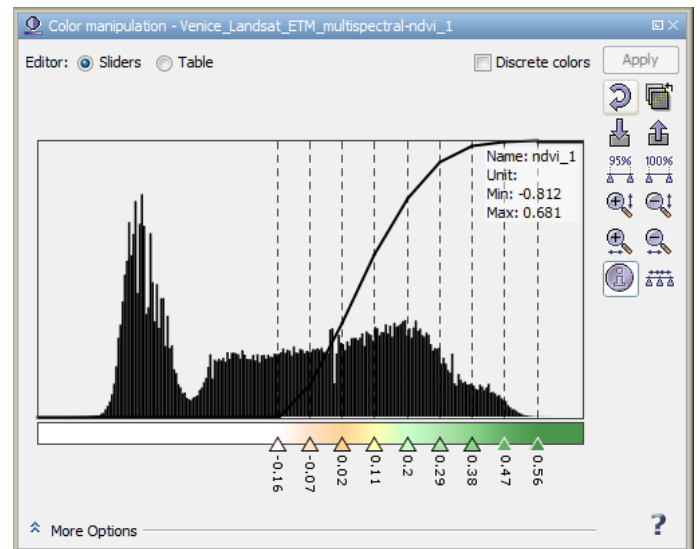 Color manipulation - Venice_Landsat_ETM_multispectral-ndvi_1
Editor: Sliders Table Discrete colors Apply
Name: ndvi_1
Unit:
Min: -0.812
Max: 0.681
95% 100%
-0.16 -0.07 0.02 0.11 0.2 0.29 0.38 0.47 0.56
More Options
?